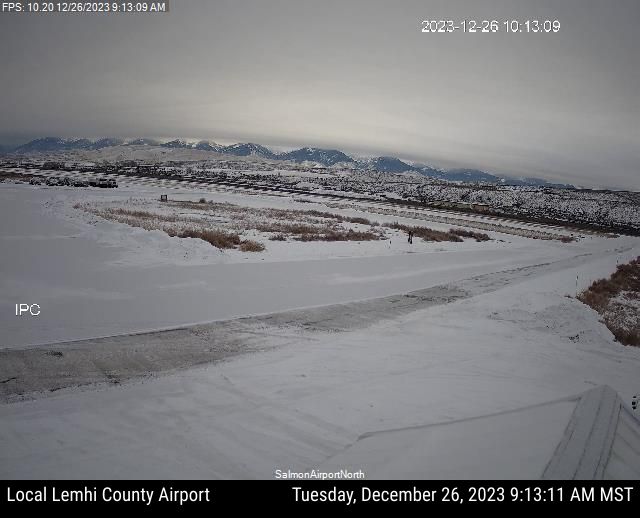 FPS: 10.20 12/26/2023 9:13:09 AM
2023-12-26 10:13:09
IPC
SalmonAirportNorth
Local Lemhi County Airport Tuesday, December 26, 2023 9:13:11 AM MST